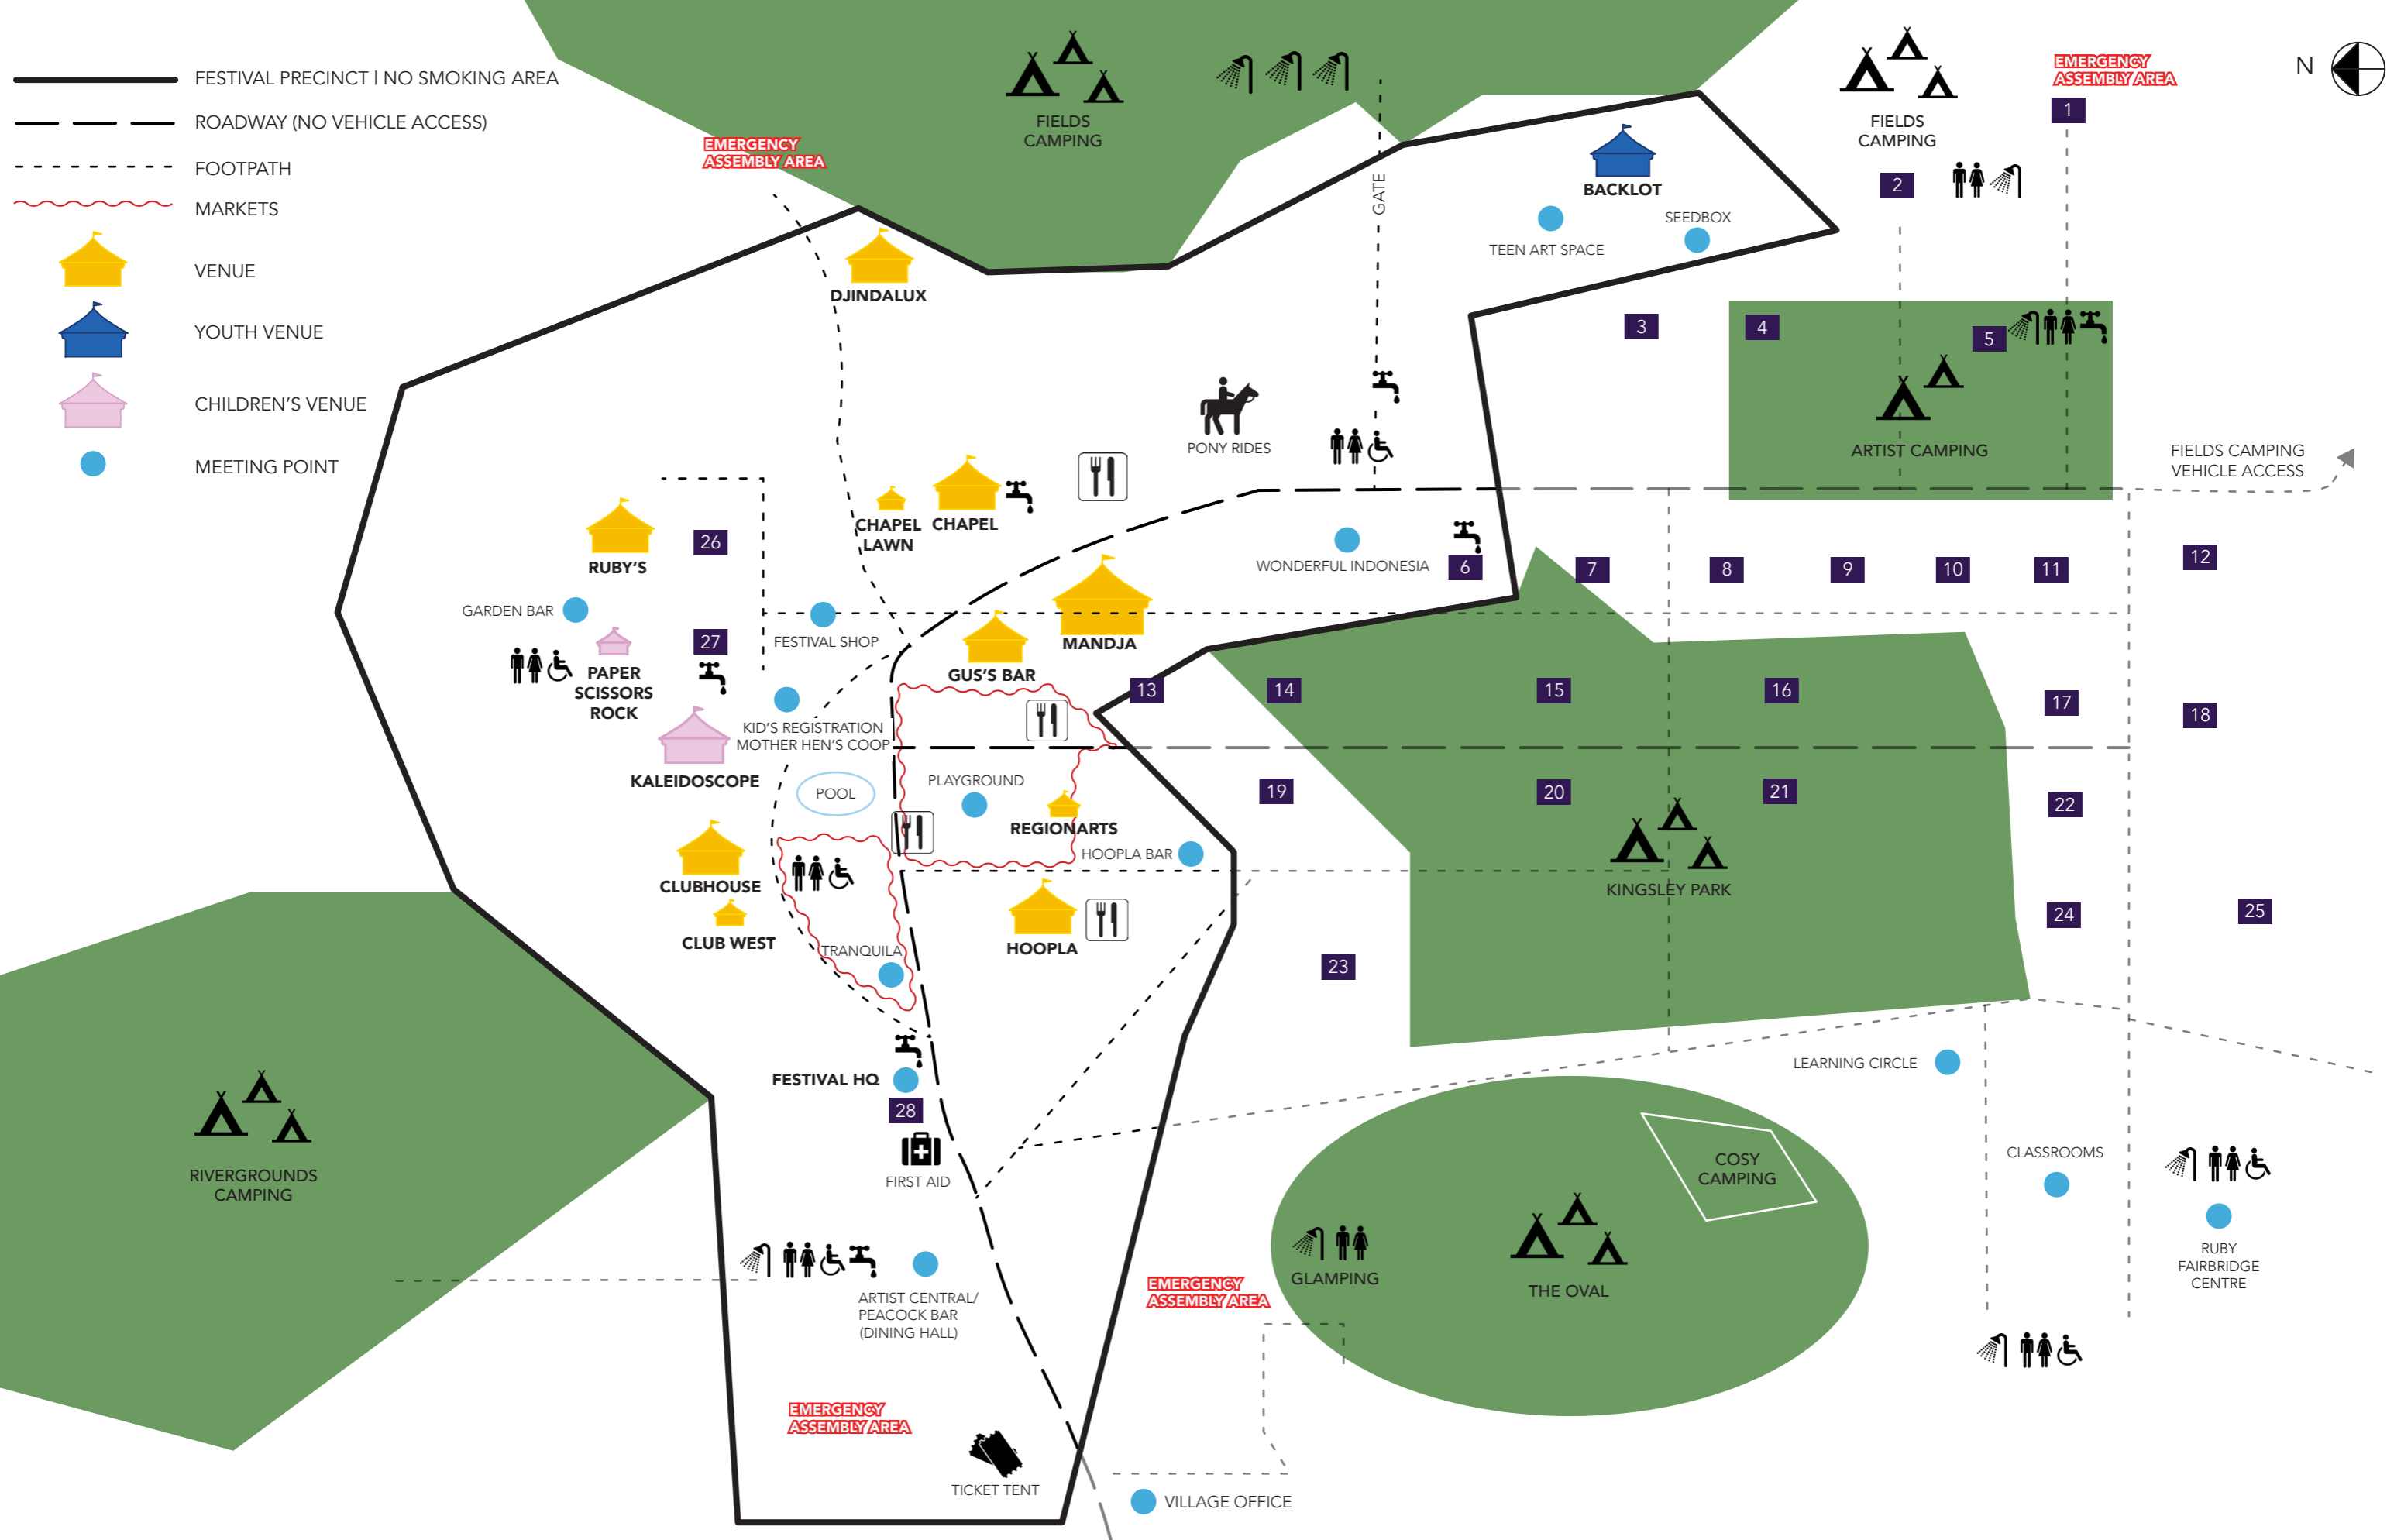 FESTIVAL PRECINCT | NO SMOKING AREA
ROADWAY (NO VEHICLE ACCESS)
FOOTPATH
MARKETS
VENUE
YOUTH VENUE
CHILDREN'S VENUE
MEETING POINT
FIELDS
CAMPING
FIELDS
CAMPING
EMERGENCY
ASSEMBLY AREA
N
1
2
EMERGENCY
ASSEMBLY AREA
GATE
BACKLOT
TEEN ART SPACE
SEEDBOX
DJINDALUX
3
4
5
ARTIST CAMPING
FIELDS CAMPING
VEHICLE ACCESS
PONY RIDES
CHAPEL
LAWN
CHAPEL
RUBY'S
26
GARDEN BAR
27
PAPER
SCISSORS
ROCK
FESTIVAL SHOP
WONDERFUL INDONESIA
6
7
8
9
10
11
12
MANDJA
GUS'S BAR
KID'S REGISTRATION
MOTHER HEN'S COOP
KALEIDOSCOPE
13
14
15
16
17
18
POOL
PLAYGROUND
REGIONARTS
19
20
21
22
CLUBHOUSE
CLUB WEST
HOOPLA BAR
HOOPLA
TRANQUILA
KINGSLEY PARK
23
24
25
FESTIVAL HQ
28
FIRST AID
LEARNING CIRCLE
RIVERGROUNDS
CAMPING
COSY
CAMPING
CLASSROOMS
RUBY
FAIRBRIDGE
CENTRE
GLAMPING
THE OVAL
EMERGENCY
ASSEMBLY AREA
ARTIST CENTRAL/
PEACOCK BAR
(DINING HALL)
EMERGENCY
ASSEMBLY AREA
TICKET TENT
VILLAGE OFFICE